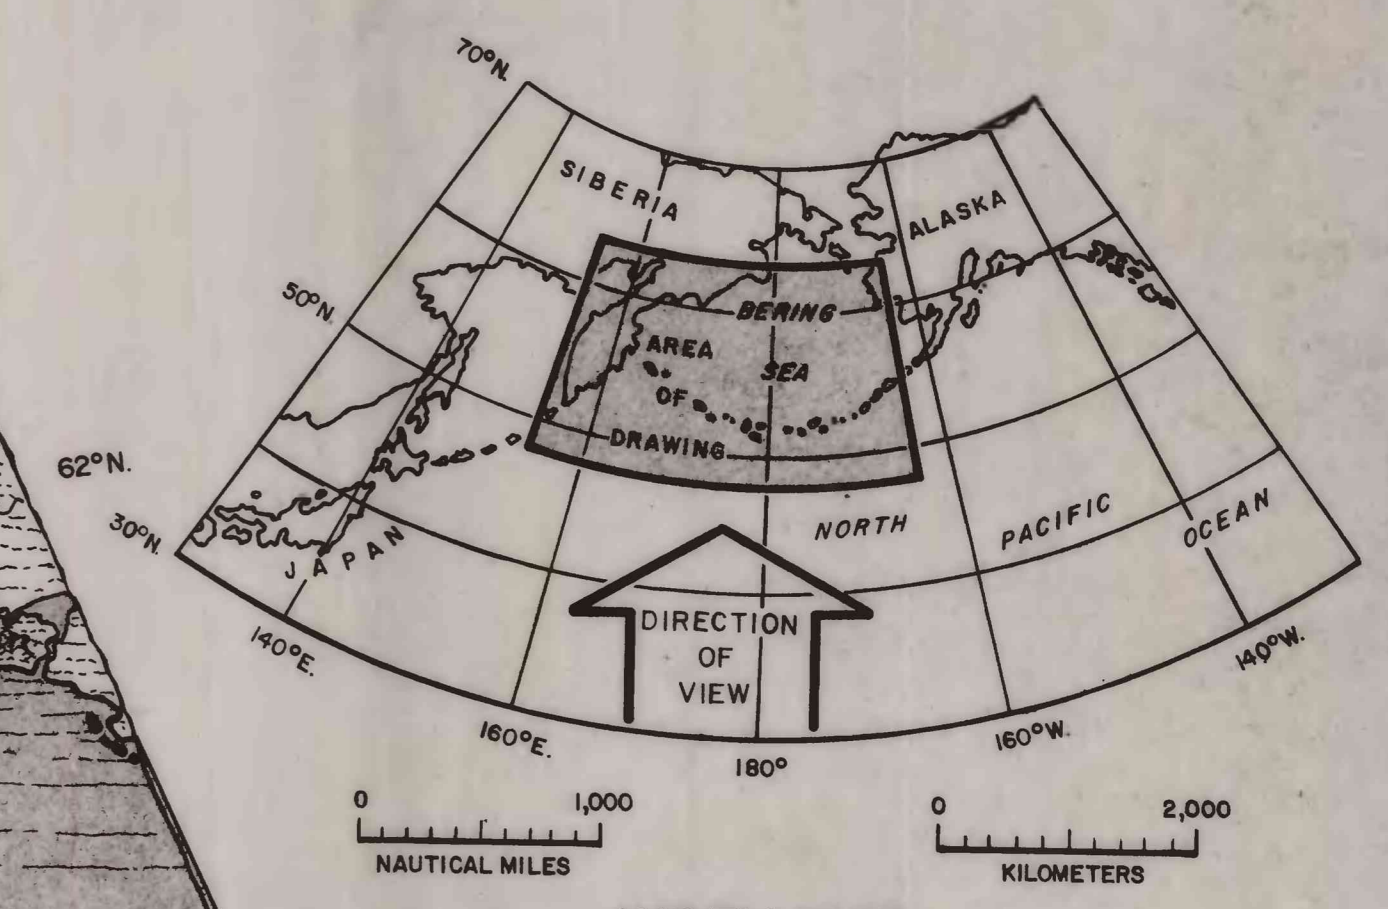 70°N.
SIBERIA
ALASKA
50°N.
BERING
AREA
SEA
OF
DRAWING
62°N.
30°N.
JAPAN
NORTH
PACIFIC
OCEAN
DIRECTION
OF
VIEW
140°E.
160°E.
180°
160°W.
140°W.
0 1,000
NAUTICAL MILES
0 2,000
KILOMETERS